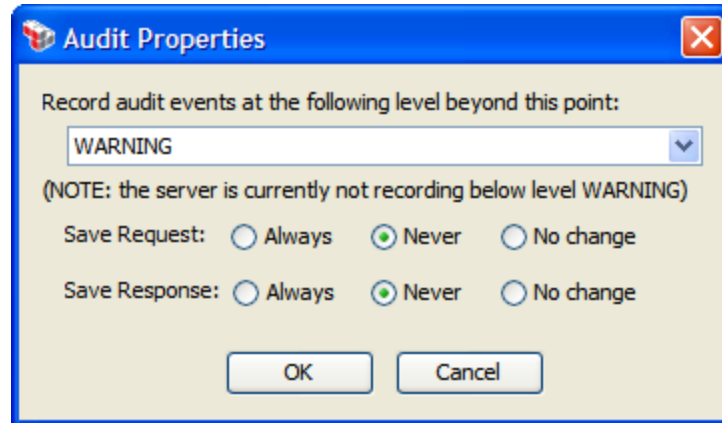 Audit Properties
Record audit events at the following level beyond this point:
WARNING
(NOTE: the server is currently not recording below level WARNING)
Save Request: Always Never No change
Save Response: Always Never No change
OK Cancel